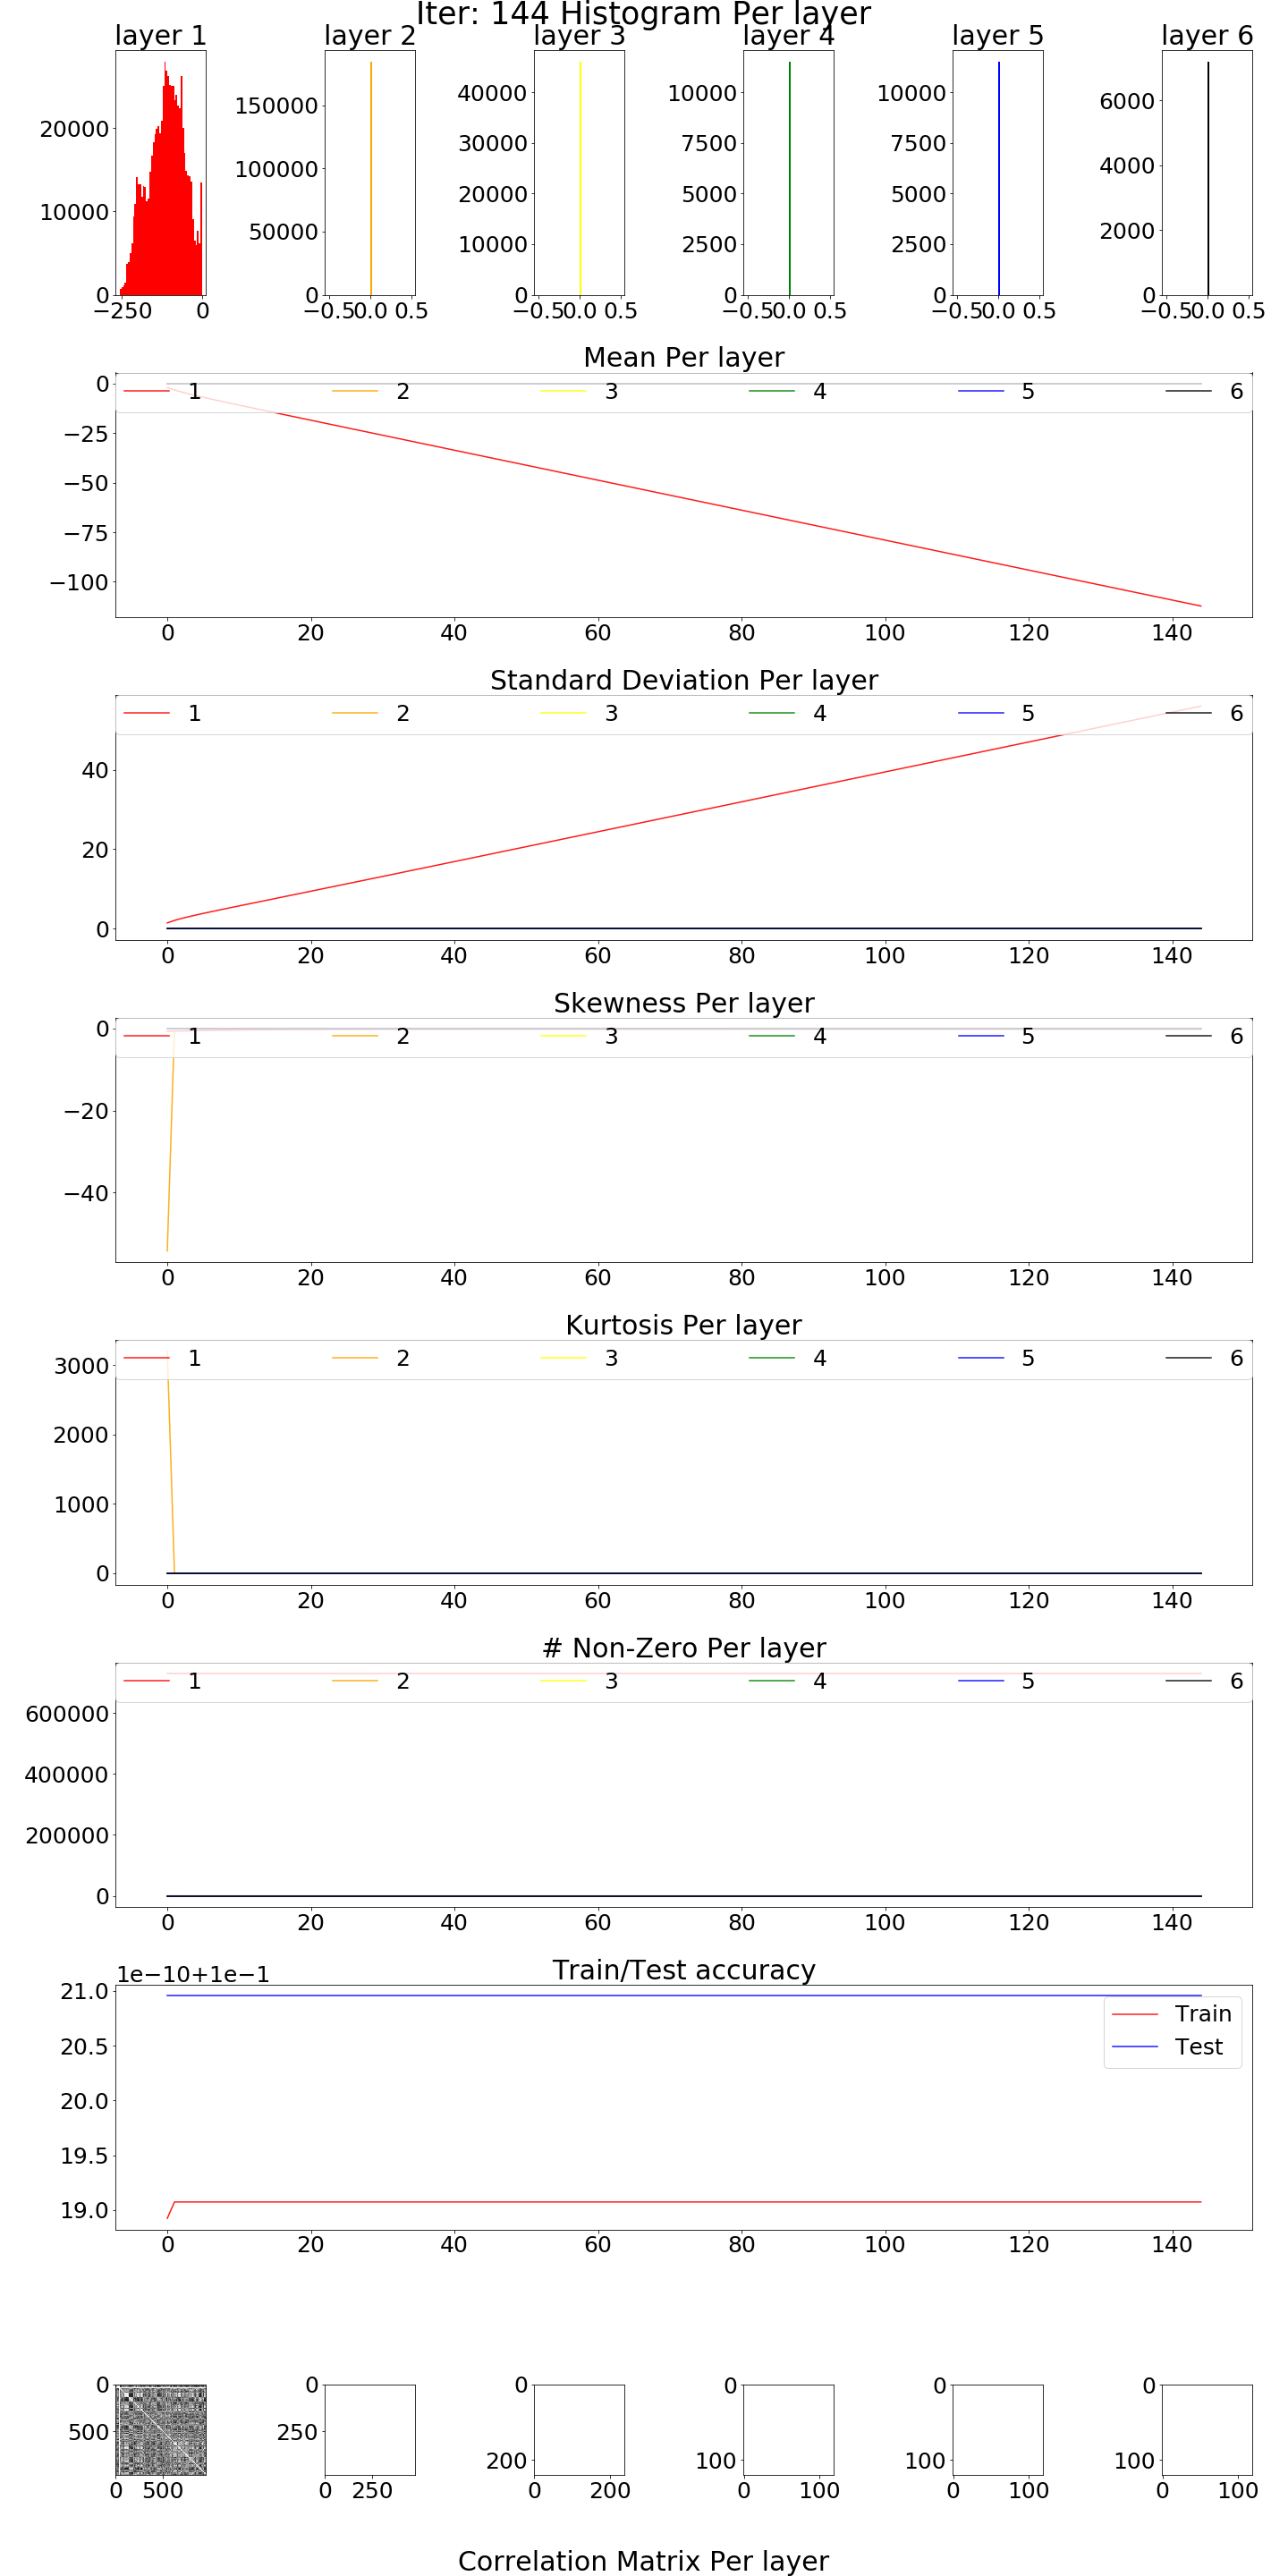 Iter: 144 Histogram Per layer
layer 1 layer 2 layer 3 layer 4 layer 5 layer 6
20000 10000 0
150000 100000 50000 0
40000 30000 20000 10000 0
10000 7500 5000 2500 0
10000 7500 5000 2500 0
6000 4000 2000 0
−250 0 −0.5 0.0 0.5 −0.5 0.0 0.5 −0.5 0.0 0.5 −0.5 0.0 0.5 −0.5 0.0 0.5
Mean Per layer
1 2 3 4 5 6
0
−25
−50
−75
−100
0 20 40 60 80 100 120 140
Standard Deviation Per layer
1 2 3 4 5 6
40
20
0
0 20 40 60 80 100 120 140
Skewness Per layer
1 2 3 4 5 6
0
−20
−40
0 20 40 60 80 100 120 140
Kurtosis Per layer
1 2 3 4 5 6
3000
2000
1000
0
0 20 40 60 80 100 120 140
# Non-Zero Per layer
1 2 3 4 5 6
600000
400000
200000
0
0 20 40 60 80 100 120 140
1e−10+1e−1
Train/Test accuracy
21.0
20.5
20.0
19.5
19.0
Train
Test
0 20 40 60 80 100 120 140
0 0 0 0 0 0
500 250 200 100 100 100
0 500 0 250 0 200 0 100 0 100 0 100
Correlation Matrix Per layer